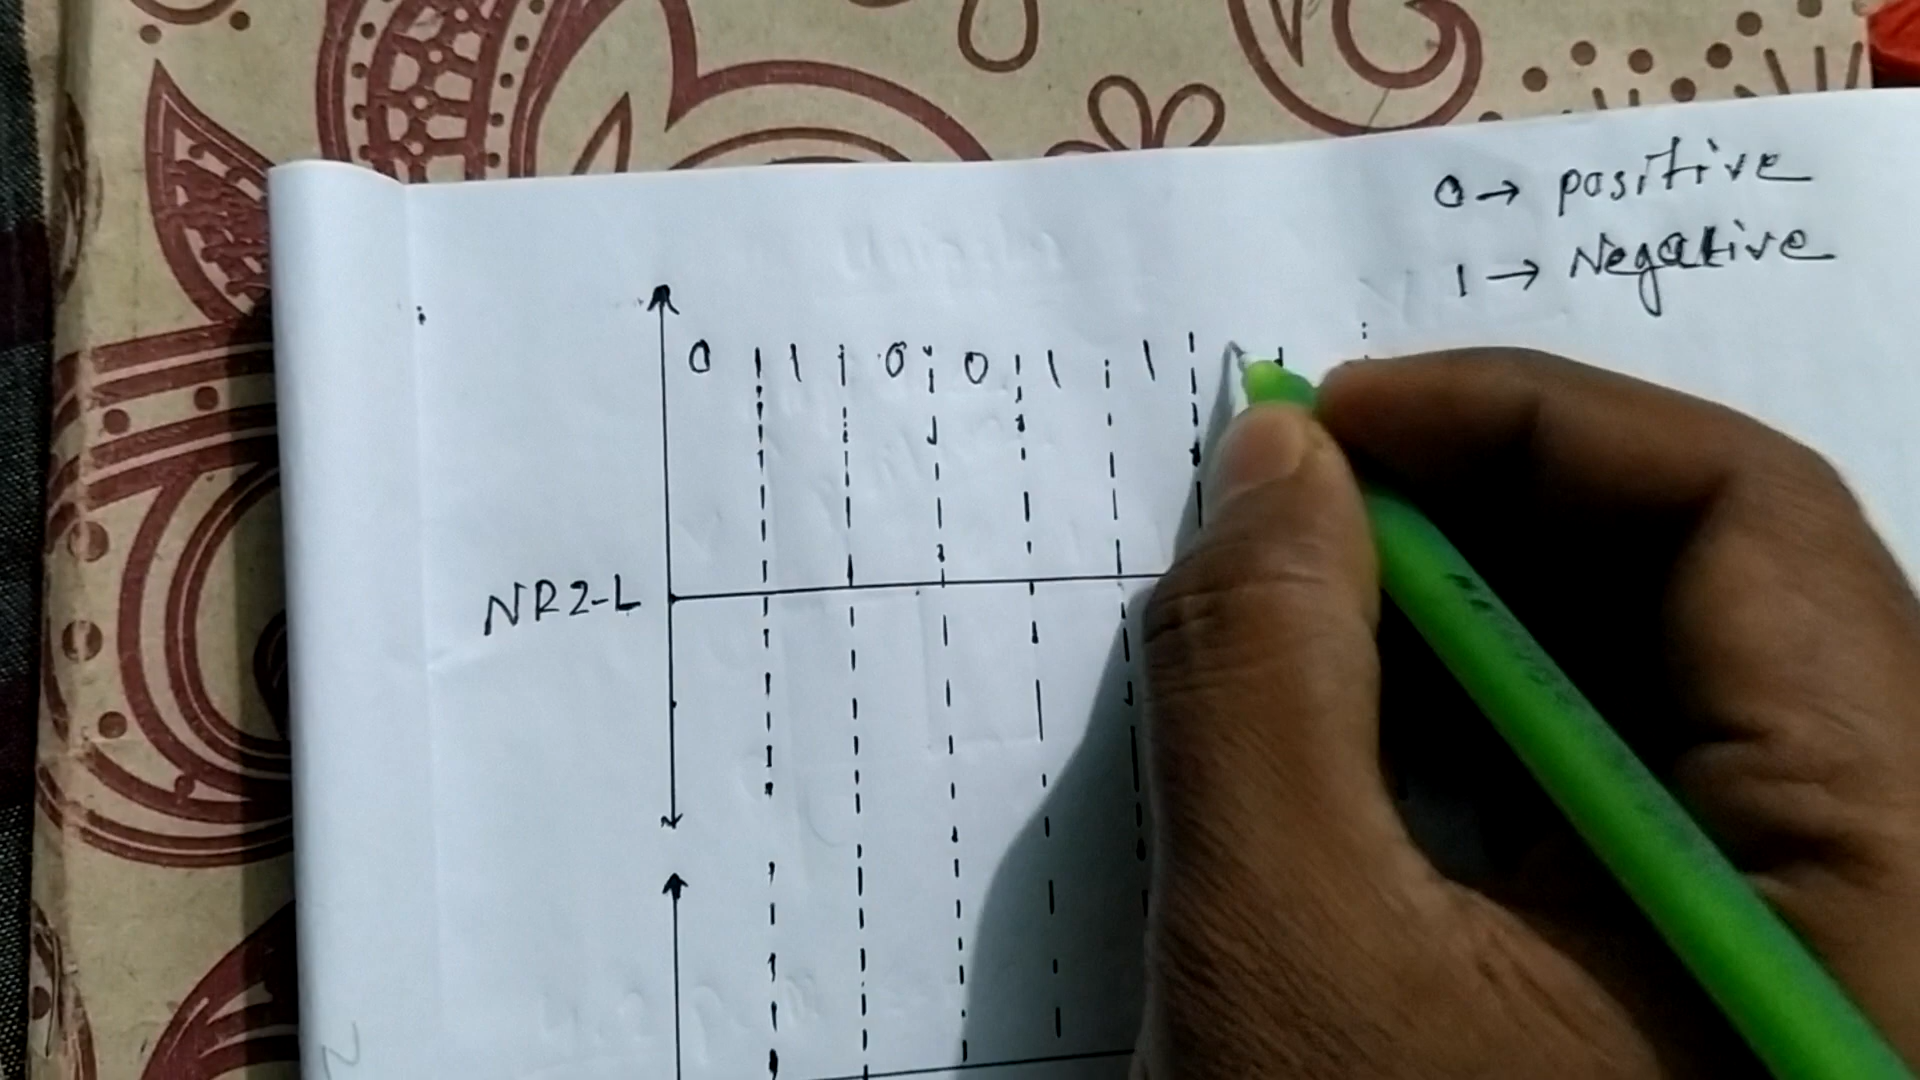 0 → positive
1 → Negative
0 1 0 0 1 1
NRZ-L